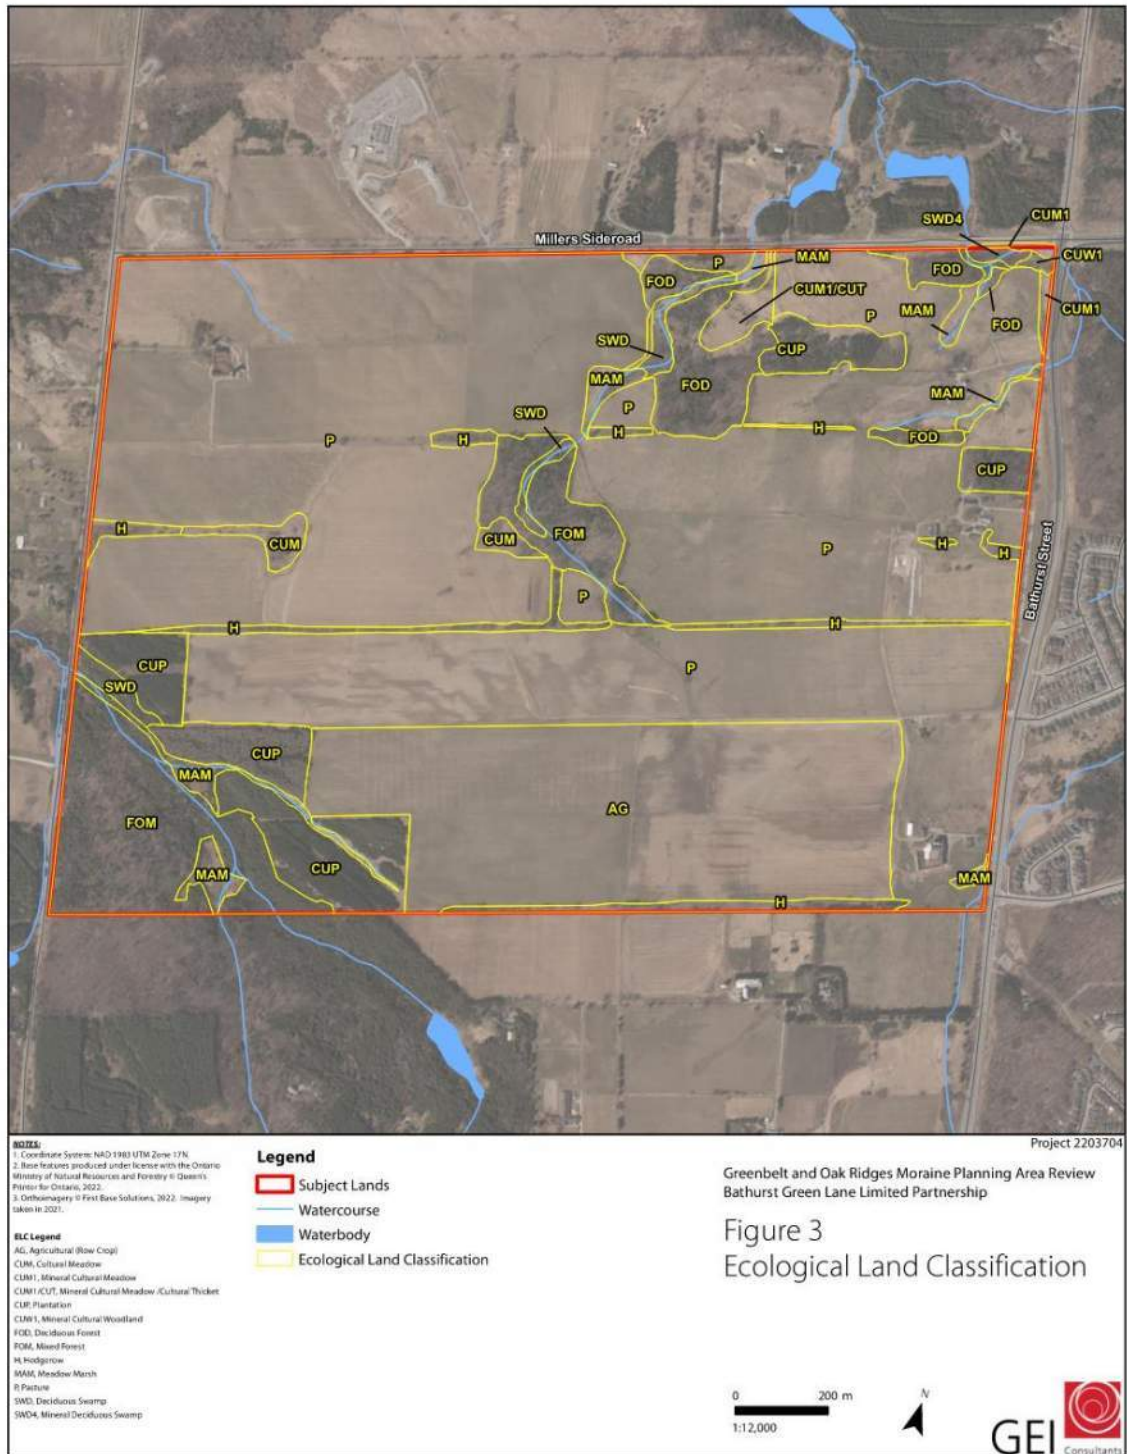 Millers Sideroad
SWD4
CUM1
P
MAM
CUW1
FOD
FOD
CUM1/CUT
CUM1
MAM
FOD
P
SWD
CUP
MAM
FOD
MAM
P
SWD
H
H
P
H
FOD
CUP
H
CUM
CUM
FOM
P
H
H
Bathurst Street
P
H
H
CUP
P
SWD
CUP
MAM
AG
FOM
CUP
MAM
MAM
H
NOTES:
1. Coordinate System: NAD 1983 UTM Zone 17N.
2. Base features produced under license with the Ontario
Ministry of Natural Resources and Forestry © Queen's
Printer for Ontario, 2022.
3. Orthoimagery © First Base Solutions, 2022. Imagery
taken in 2021.
ELC Legend
AG, Agricultural (Row Crop)
CUM, Cultural Meadow
CUM1, Mineral Cultural Meadow
CUM1/CUT, Mineral Cultural Meadow /Cultural Thicket
CUP, Plantation
CUW1, Mineral Cultural Woodland
FOD, Deciduous Forest
FOM, Mixed Forest
H, Hedgerow
MAM, Meadow Marsh
P, Pasture
SWD, Deciduous Swamp
SWD4, Mineral Deciduous Swamp
Legend
Subject Lands
Watercourse
Waterbody
Ecological Land Classification
Project 2203704
Greenbelt and Oak Ridges Moraine Planning Area Review
Bathurst Green Lane Limited Partnership
Figure 3
Ecological Land Classification
0 200 m
1:12,000
N
GEI
Consultants